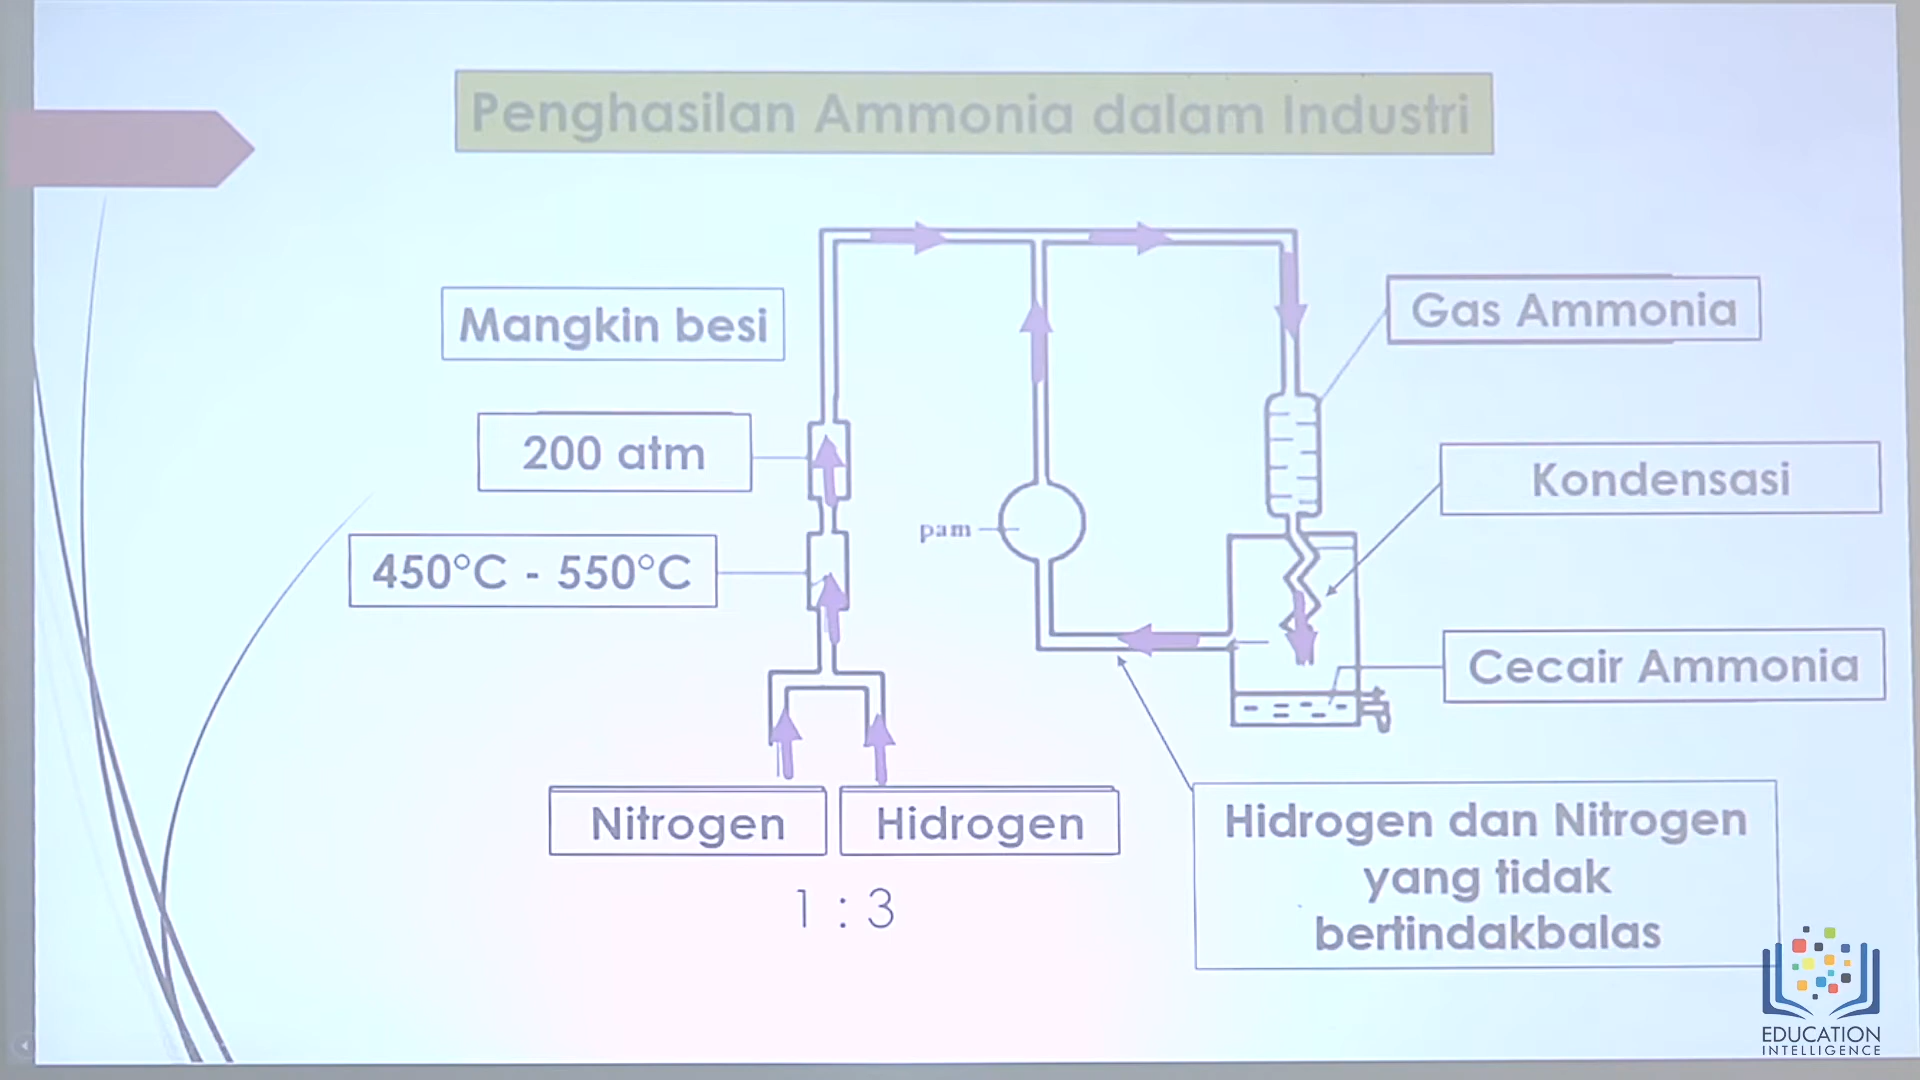 Penghasilan Ammonia dalam Industri
Mangkin besi
200 atm
450°C - 550°C
pam
Gas Ammonia
Kondensasi
Cecair Ammonia
Nitrogen
Hidrogen
1 : 3
Hidrogen dan Nitrogen
yang tidak
bertindakbalas
EDUCATION
INTELLIGENCE